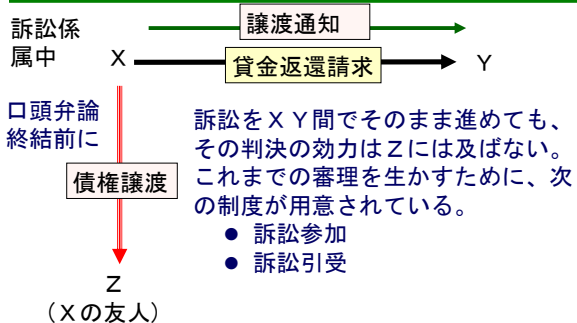 訴訟係
属中
譲渡通知
X
貸金返還請求
Y
口頭弁論
終結前に
債権譲渡
訴訟をXY間でそのまま進めても、
その判決の効力はZには及ばない。
これまでの審理を生かすために、次
の制度が用意されている。
● 訴訟参加
● 訴訟引受
Z
(Xの友人)